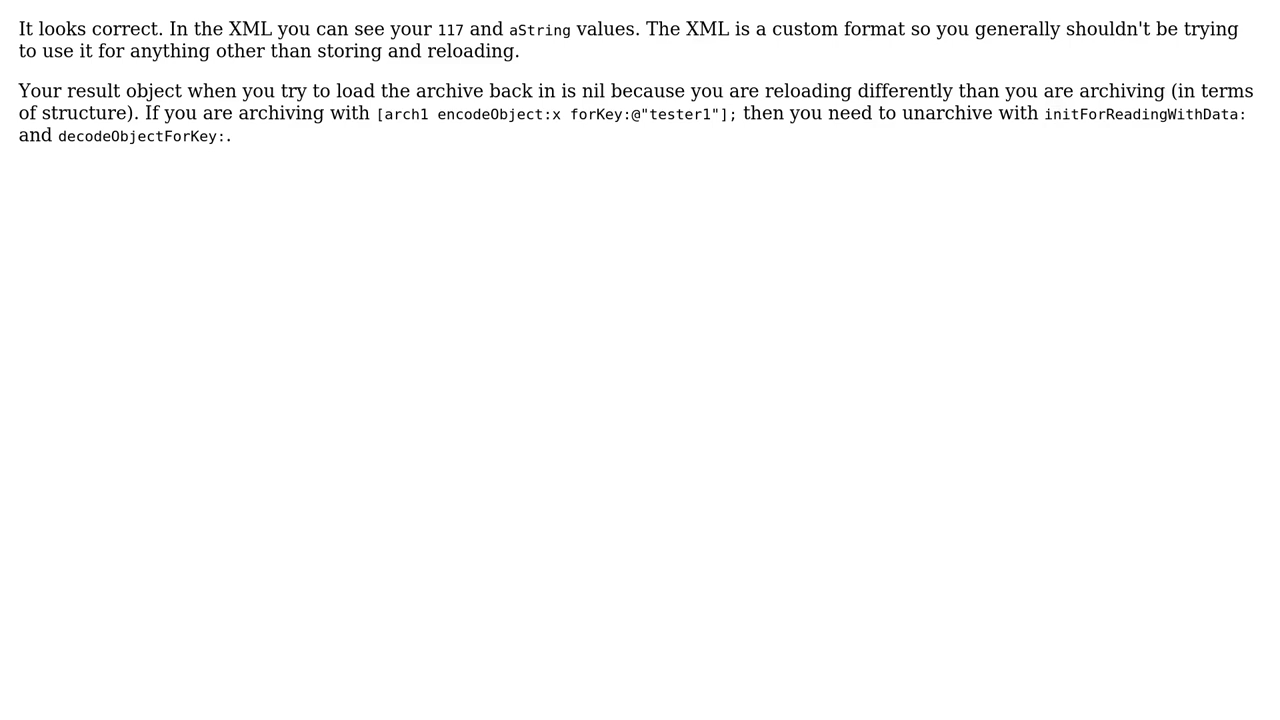 It looks correct. In the XML you can see your 117 and aString values. The XML is a custom format so you generally shouldn't be trying
to use it for anything other than storing and reloading.
Your result object when you try to load the archive back in is nil because you are reloading differently than you are archiving (in terms
of structure). If you are archiving with [arch1 encodeObject:x forKey:@"tester1"]; then you need to unarchive with initForReadingWithData:
and decodeObjectForKey:.